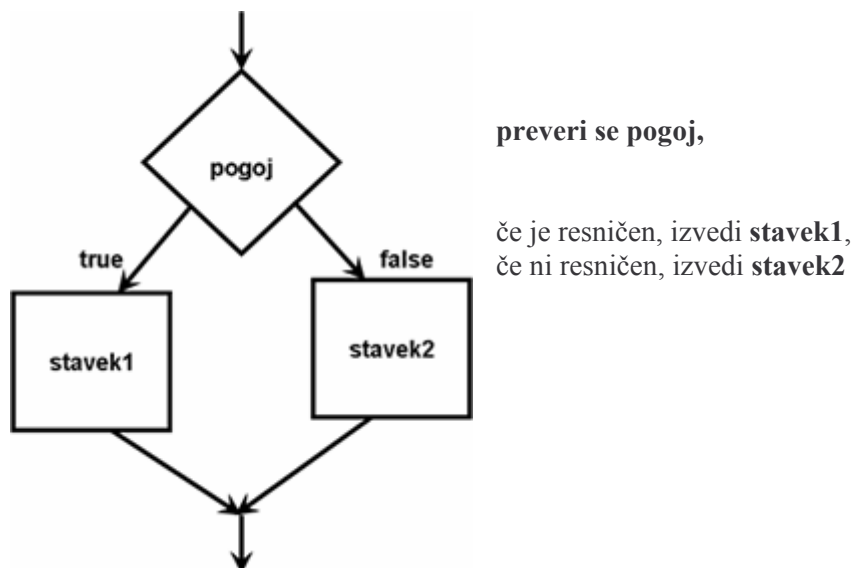 pogoj
true
false
stavek1
stavek2
preveri se pogoj,
če je resničen, izvedi stavek1,
če ni resničen, izvedi stavek2